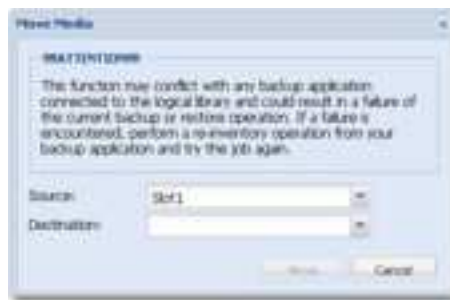 Move Media
!!!ATTENTION!!!
This function may conflict with any backup application
connected to the logical library and could result in a failure of
the current backup or restore operation. If a failure is
encountered, perform a re-inventory operation from your
backup application and try the job again.
Source: Slot1
Destination:
Move Cancel